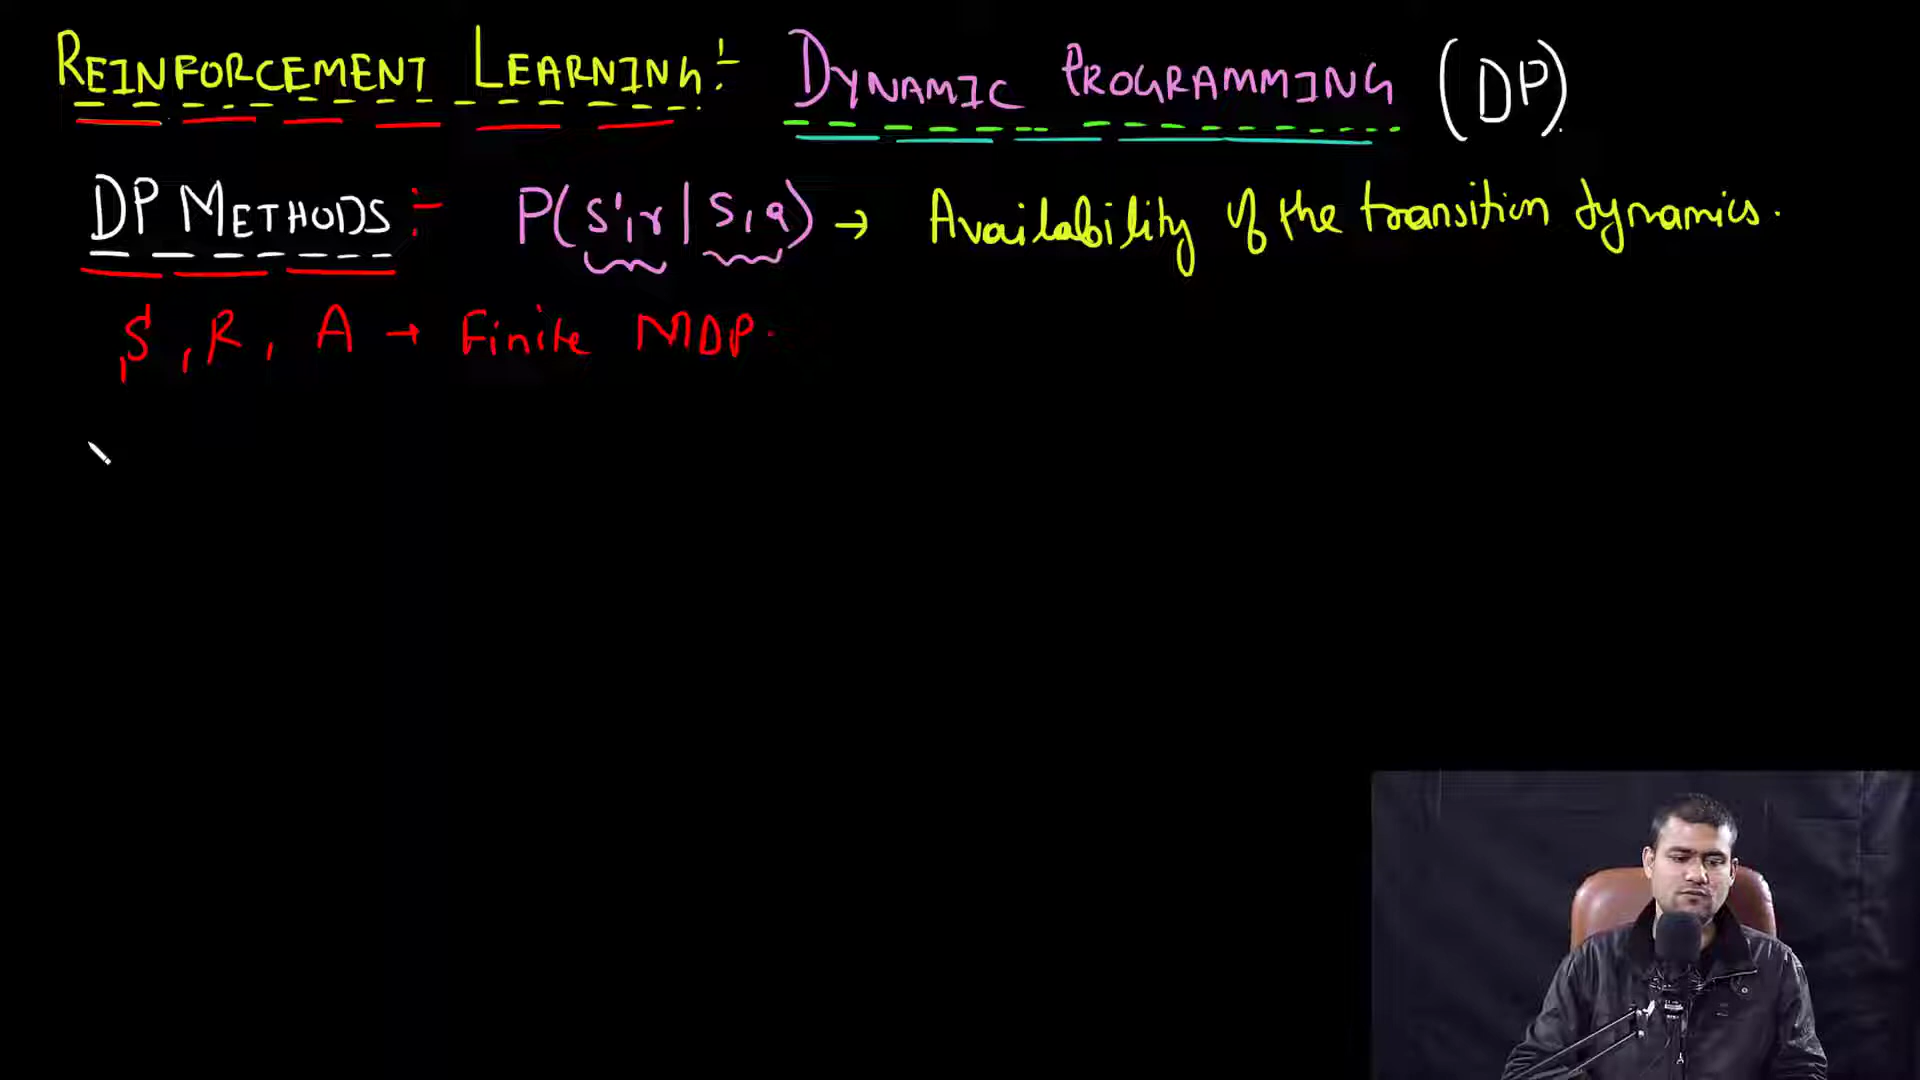 REINFORCEMENT LEARNING:- DYNAMIC PROGRAMMING (DP).
DP METHODS:- P(s',r|s,a) → Availability of the transition dynamics.
S, R, A → Finite MDP.